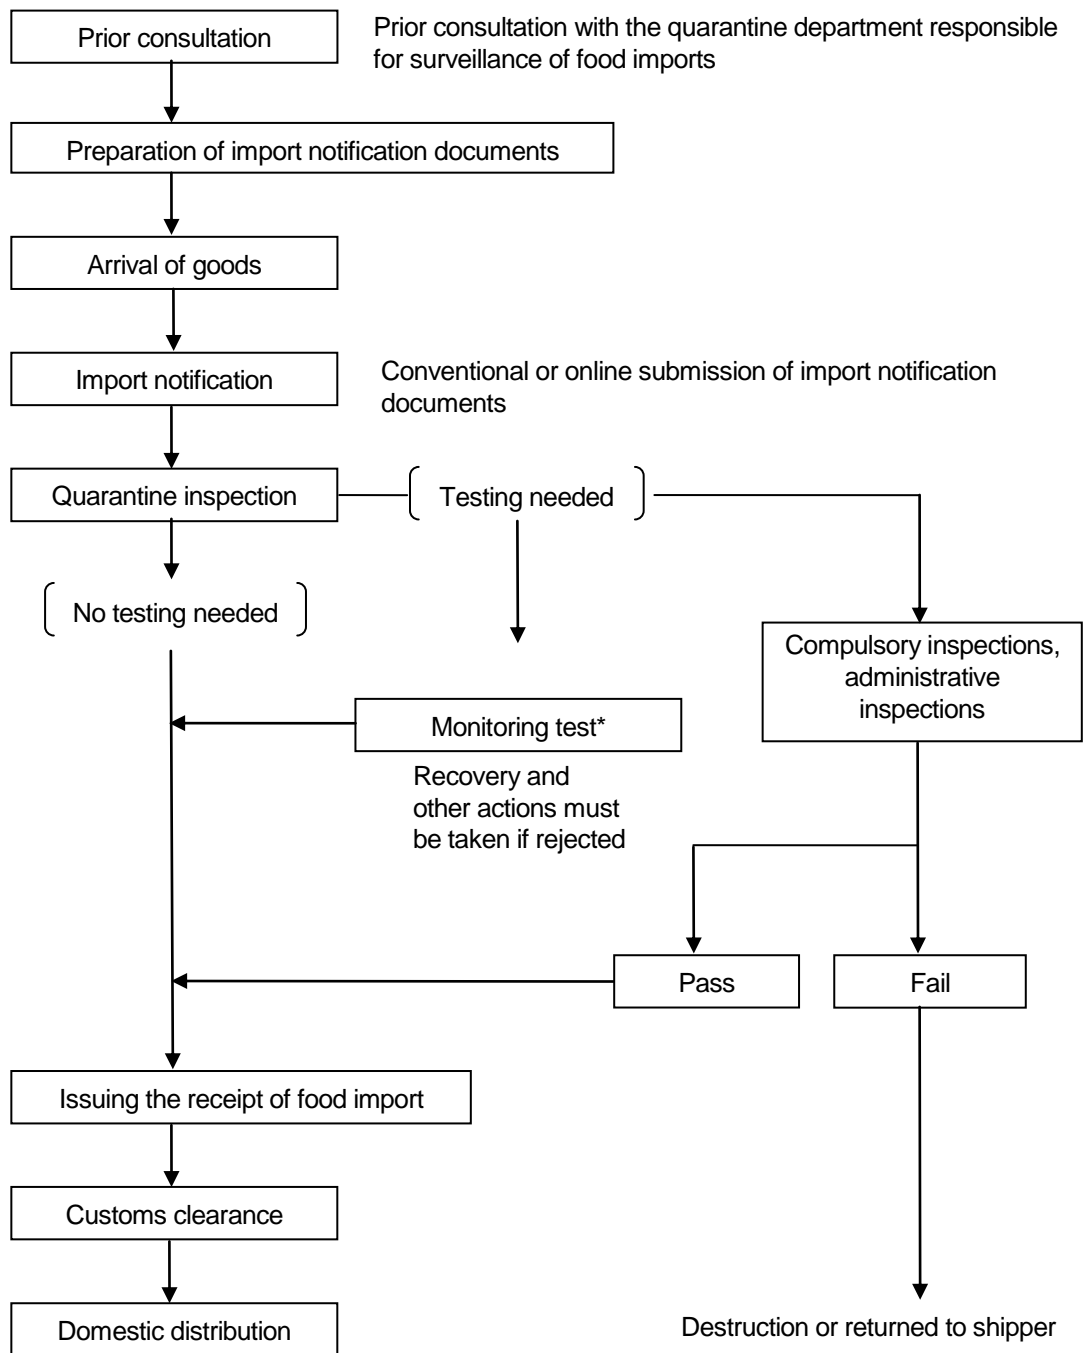 Prior consultation
Prior consultation with the quarantine department responsible
for surveillance of food imports
Preparation of import notification documents
Arrival of goods
Import notification
Conventional or online submission of import notification
documents
Quarantine inspection
Testing needed
No testing needed
Compulsory inspections,
administrative
inspections
Monitoring test*
Recovery and
other actions must
be taken if rejected
Pass
Fail
Issuing the receipt of food import
Customs clearance
Domestic distribution
Destruction or returned to shipper